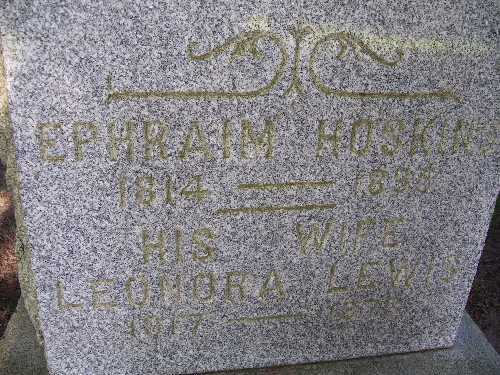 EPHRAIM HOSKINS
1814
HIS WIFE
LEONORA LEWIS
1817